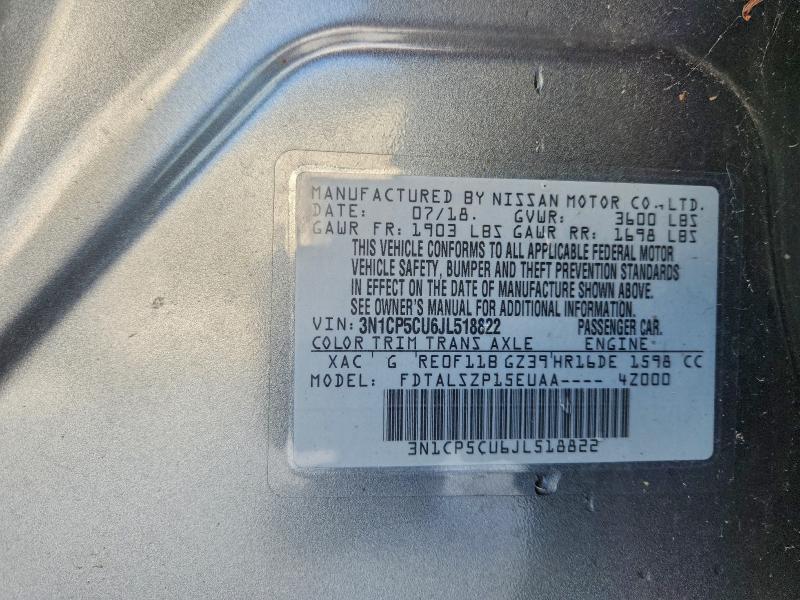 MANUFACTURED BY NISSAN MOTOR CO.,LTD.
DATE: 07/18. GVWR: 3600 LBS
GAWR FR: 1903 LBS GAWR RR: 1698 LBS
THIS VEHICLE CONFORMS TO ALL APPLICABLE FEDERAL MOTOR
VEHICLE SAFETY, BUMPER AND THEFT PREVENTION STANDARDS
IN EFFECT ON THE DATE OF MANUFACTURE SHOWN ABOVE.
SEE OWNER'S MANUAL FOR ADDITIONAL INFORMATION.
VIN: 3N1CP5CU6JL518822 PASSENGER CAR.
COLOR TRIM TRANS AXLE ENGINE
XAC G RE0F11B GZ39 HR16DE 1598 CC
MODEL: FDTALSZP15EUAA---- 4Z000
3N1CP5CU6JL518822